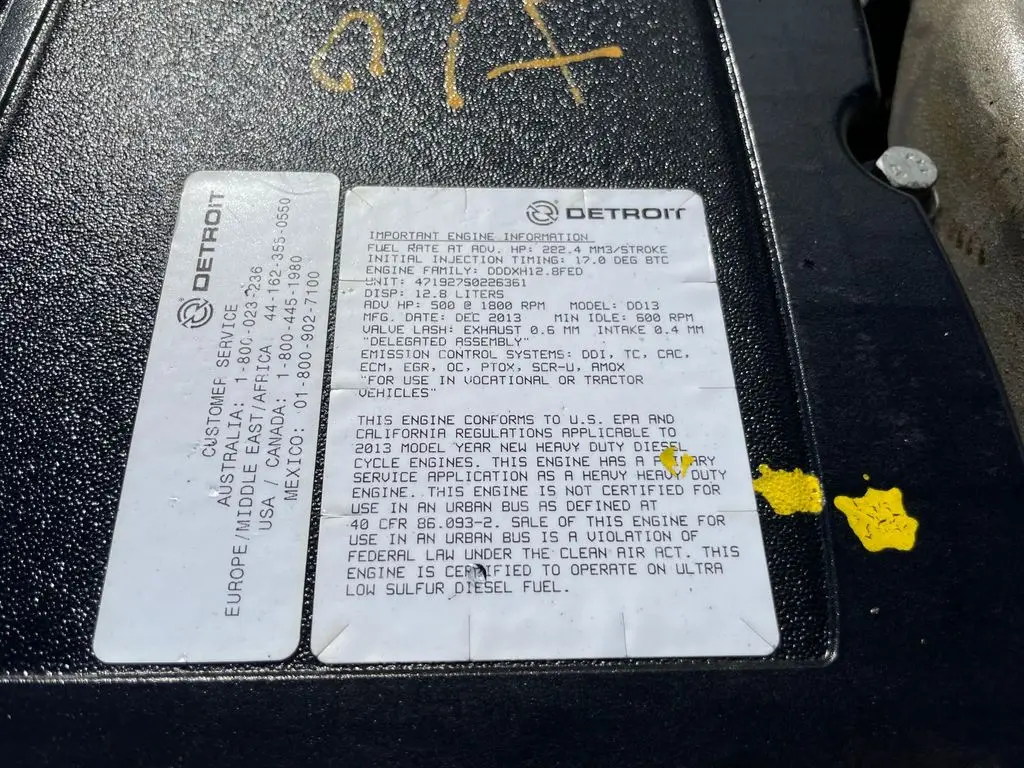 DETROIT
CUSTOMER SERVICE
AUSTRALIA: 1-800-023-236
EUROPE/MIDDLE EAST/AFRICA 44-162-355-0550
USA / CANADA: 1-800-445-1980
MEXICO: 01-800-902-7100
DETROIT
IMPORTANT ENGINE INFORMATION
FUEL RATE AT ADV. HP: 222.4 MM3/STROKE
INITIAL INJECTION TIMING: 17.0 DEG BTC
ENGINE FAMILY: DDDXH12.8FED
UNIT: 471927S0226361
DISP: 12.8 LITERS
ADV HP: 500 @ 1800 RPM MODEL: DD13
MFG. DATE: DEC 2013 MIN IDLE: 600 RPM
VALVE LASH: EXHAUST 0.6 MM INTAKE 0.4 MM
"DELEGATED ASSEMBLY"
EMISSION CONTROL SYSTEMS: DDI, TC, CAC,
ECM, EGR, OC, PTOX, SCR-U, AMOX
"FOR USE IN VOCATIONAL OR TRACTOR
VEHICLES"
THIS ENGINE CONFORMS TO U.S. EPA AND
CALIFORNIA REGULATIONS APPLICABLE TO
2013 MODEL YEAR NEW HEAVY DUTY DIESEL
CYCLE ENGINES. THIS ENGINE HAS A PRIMARY
SERVICE APPLICATION AS A HEAVY HEAVY DUTY
ENGINE. THIS ENGINE IS NOT CERTIFIED FOR
USE IN AN URBAN BUS AS DEFINED AT
40 CFR 86.093-2. SALE OF THIS ENGINE FOR
USE IN AN URBAN BUS IS A VIOLATION OF
FEDERAL LAW UNDER THE CLEAN AIR ACT. THIS
ENGINE IS CERTIFIED TO OPERATE ON ULTRA
LOW SULFUR DIESEL FUEL.